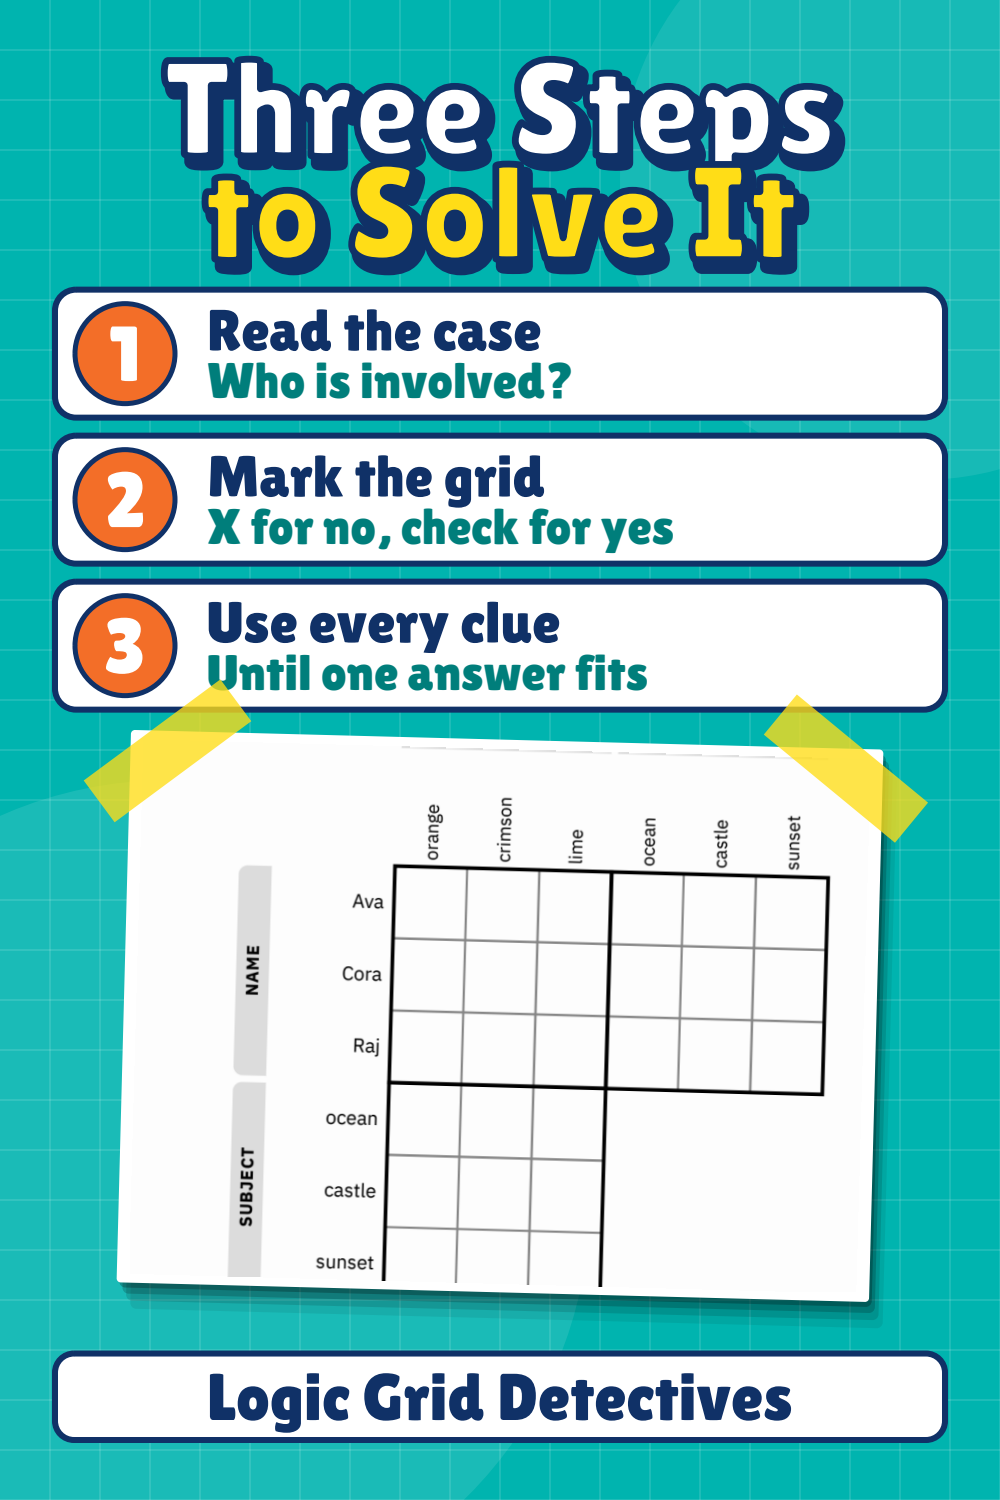 Three Steps
to Solve It
1
Read the case
Who is involved?
2
Mark the grid
X for no, check for yes
3
Use every clue
Until one answer fits
orange
crimson
lime
ocean
castle
sunset
NAME
Ava
Cora
Raj
SUBJECT
ocean
castle
sunset
Logic Grid Detectives